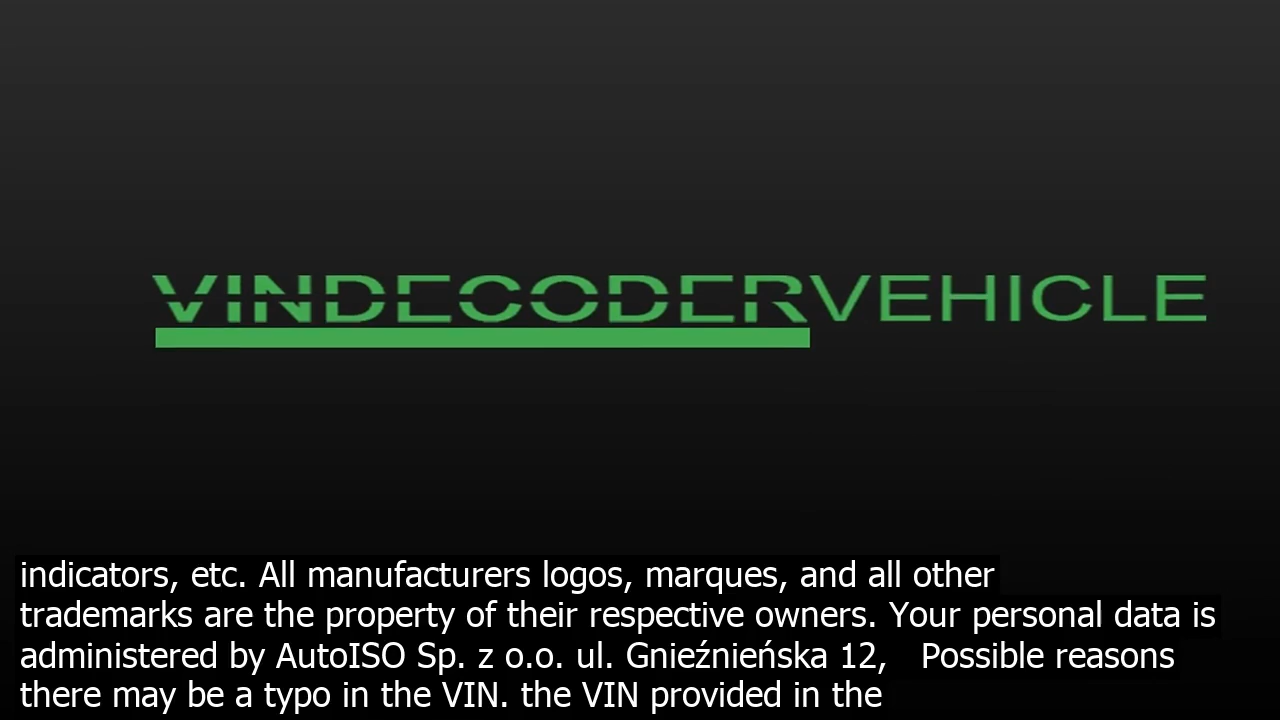 VINDECODERVEHICLE
indicators, etc. All manufacturers logos, marques, and all other
trademarks are the property of their respective owners. Your personal data is
administered by AutoISO Sp. z o.o. ul. Gnieźnieńska 12,   Possible reasons
there may be a typo in the VIN. the VIN provided in the